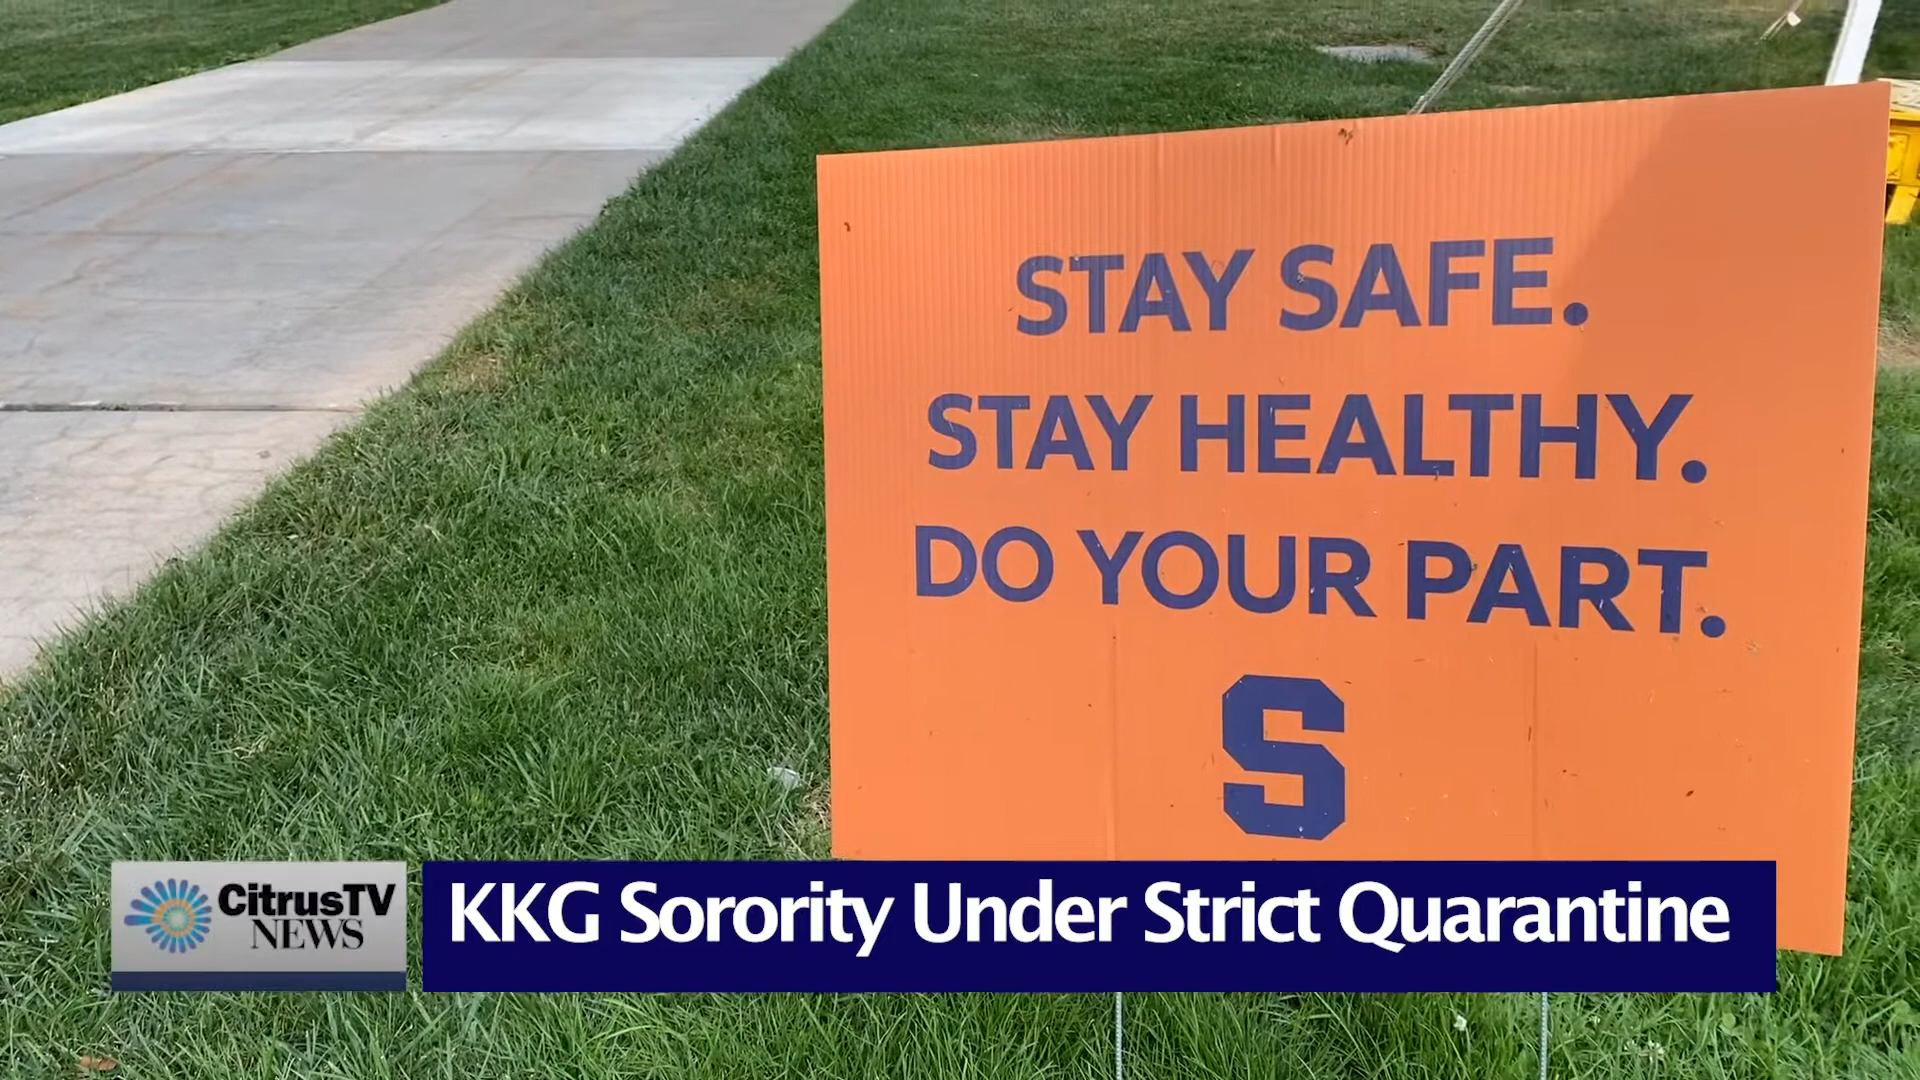 STAY SAFE.
STAY HEALTHY.
DO YOUR PART.
S
CitrusTV
NEWS
KKG Sorority Under Strict Quarantine